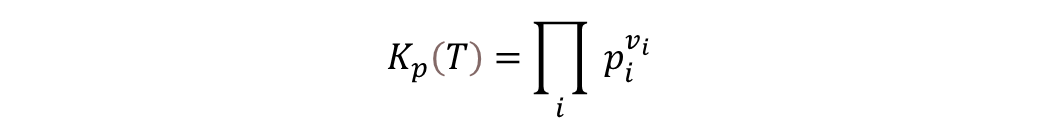 K_p(T) = ∏_i p_i^{v_i}